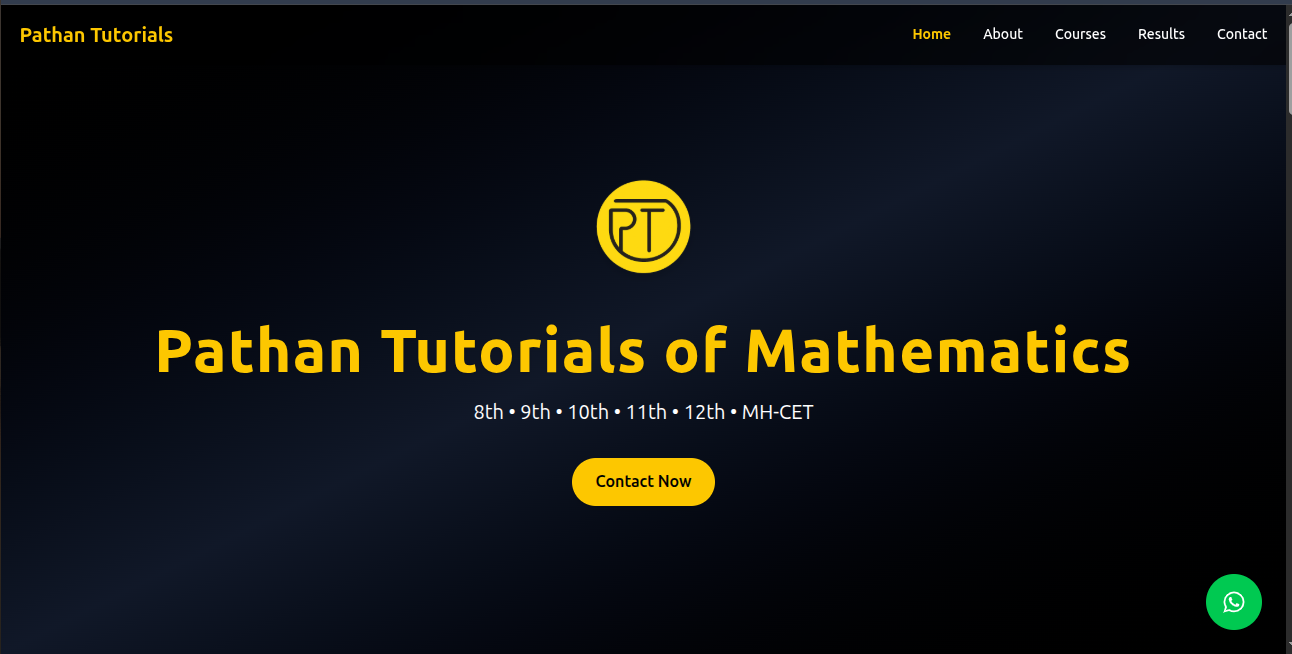 Pathan Tutorials
Home About Courses Results Contact
PT
Pathan Tutorials of Mathematics
8th • 9th • 10th • 11th • 12th • MH-CET
Contact Now